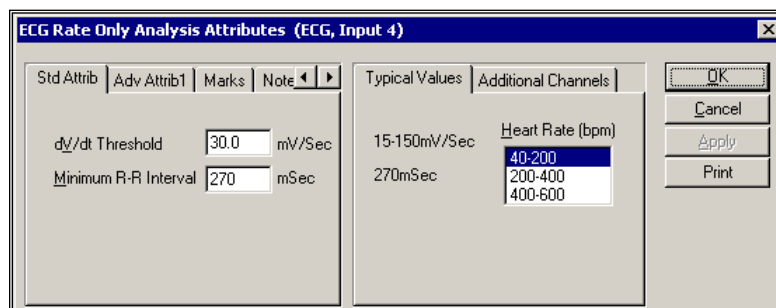 ECG Rate Only Analysis Attributes (ECG, Input 4)
Std Attrib Adv Attrib1 Marks Note
dV/dt Threshold 30.0 mV/Sec
Minimum R-R Interval 270 mSec
Typical Values Additional Channels
15-150mV/Sec
270mSec
Heart Rate (bpm)
40-200
200-400
400-600
OK
Cancel
Apply
Print